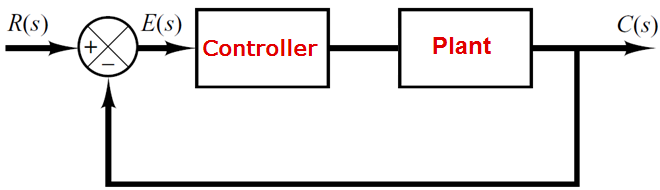 R(s)
+
−
E(s)
Controller
Plant
C(s)